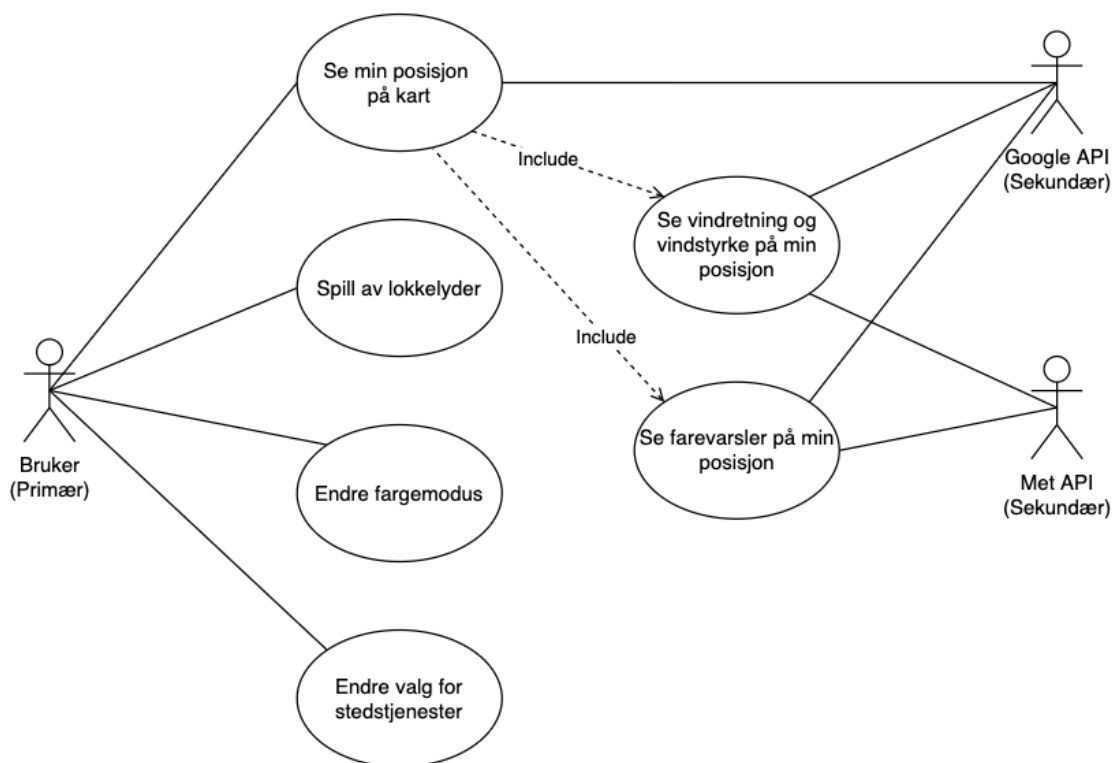 Se min posisjon
på kart
Include
Google API
(Sekundær)
Se vindretning og
vindstyrke på min
posisjon
Spill av lokkelyder
Include
Se farevarsler på min
posisjon
Bruker
(Primær)
Met API
(Sekundær)
Endre fargemodus
Endre valg for
stedstjenester